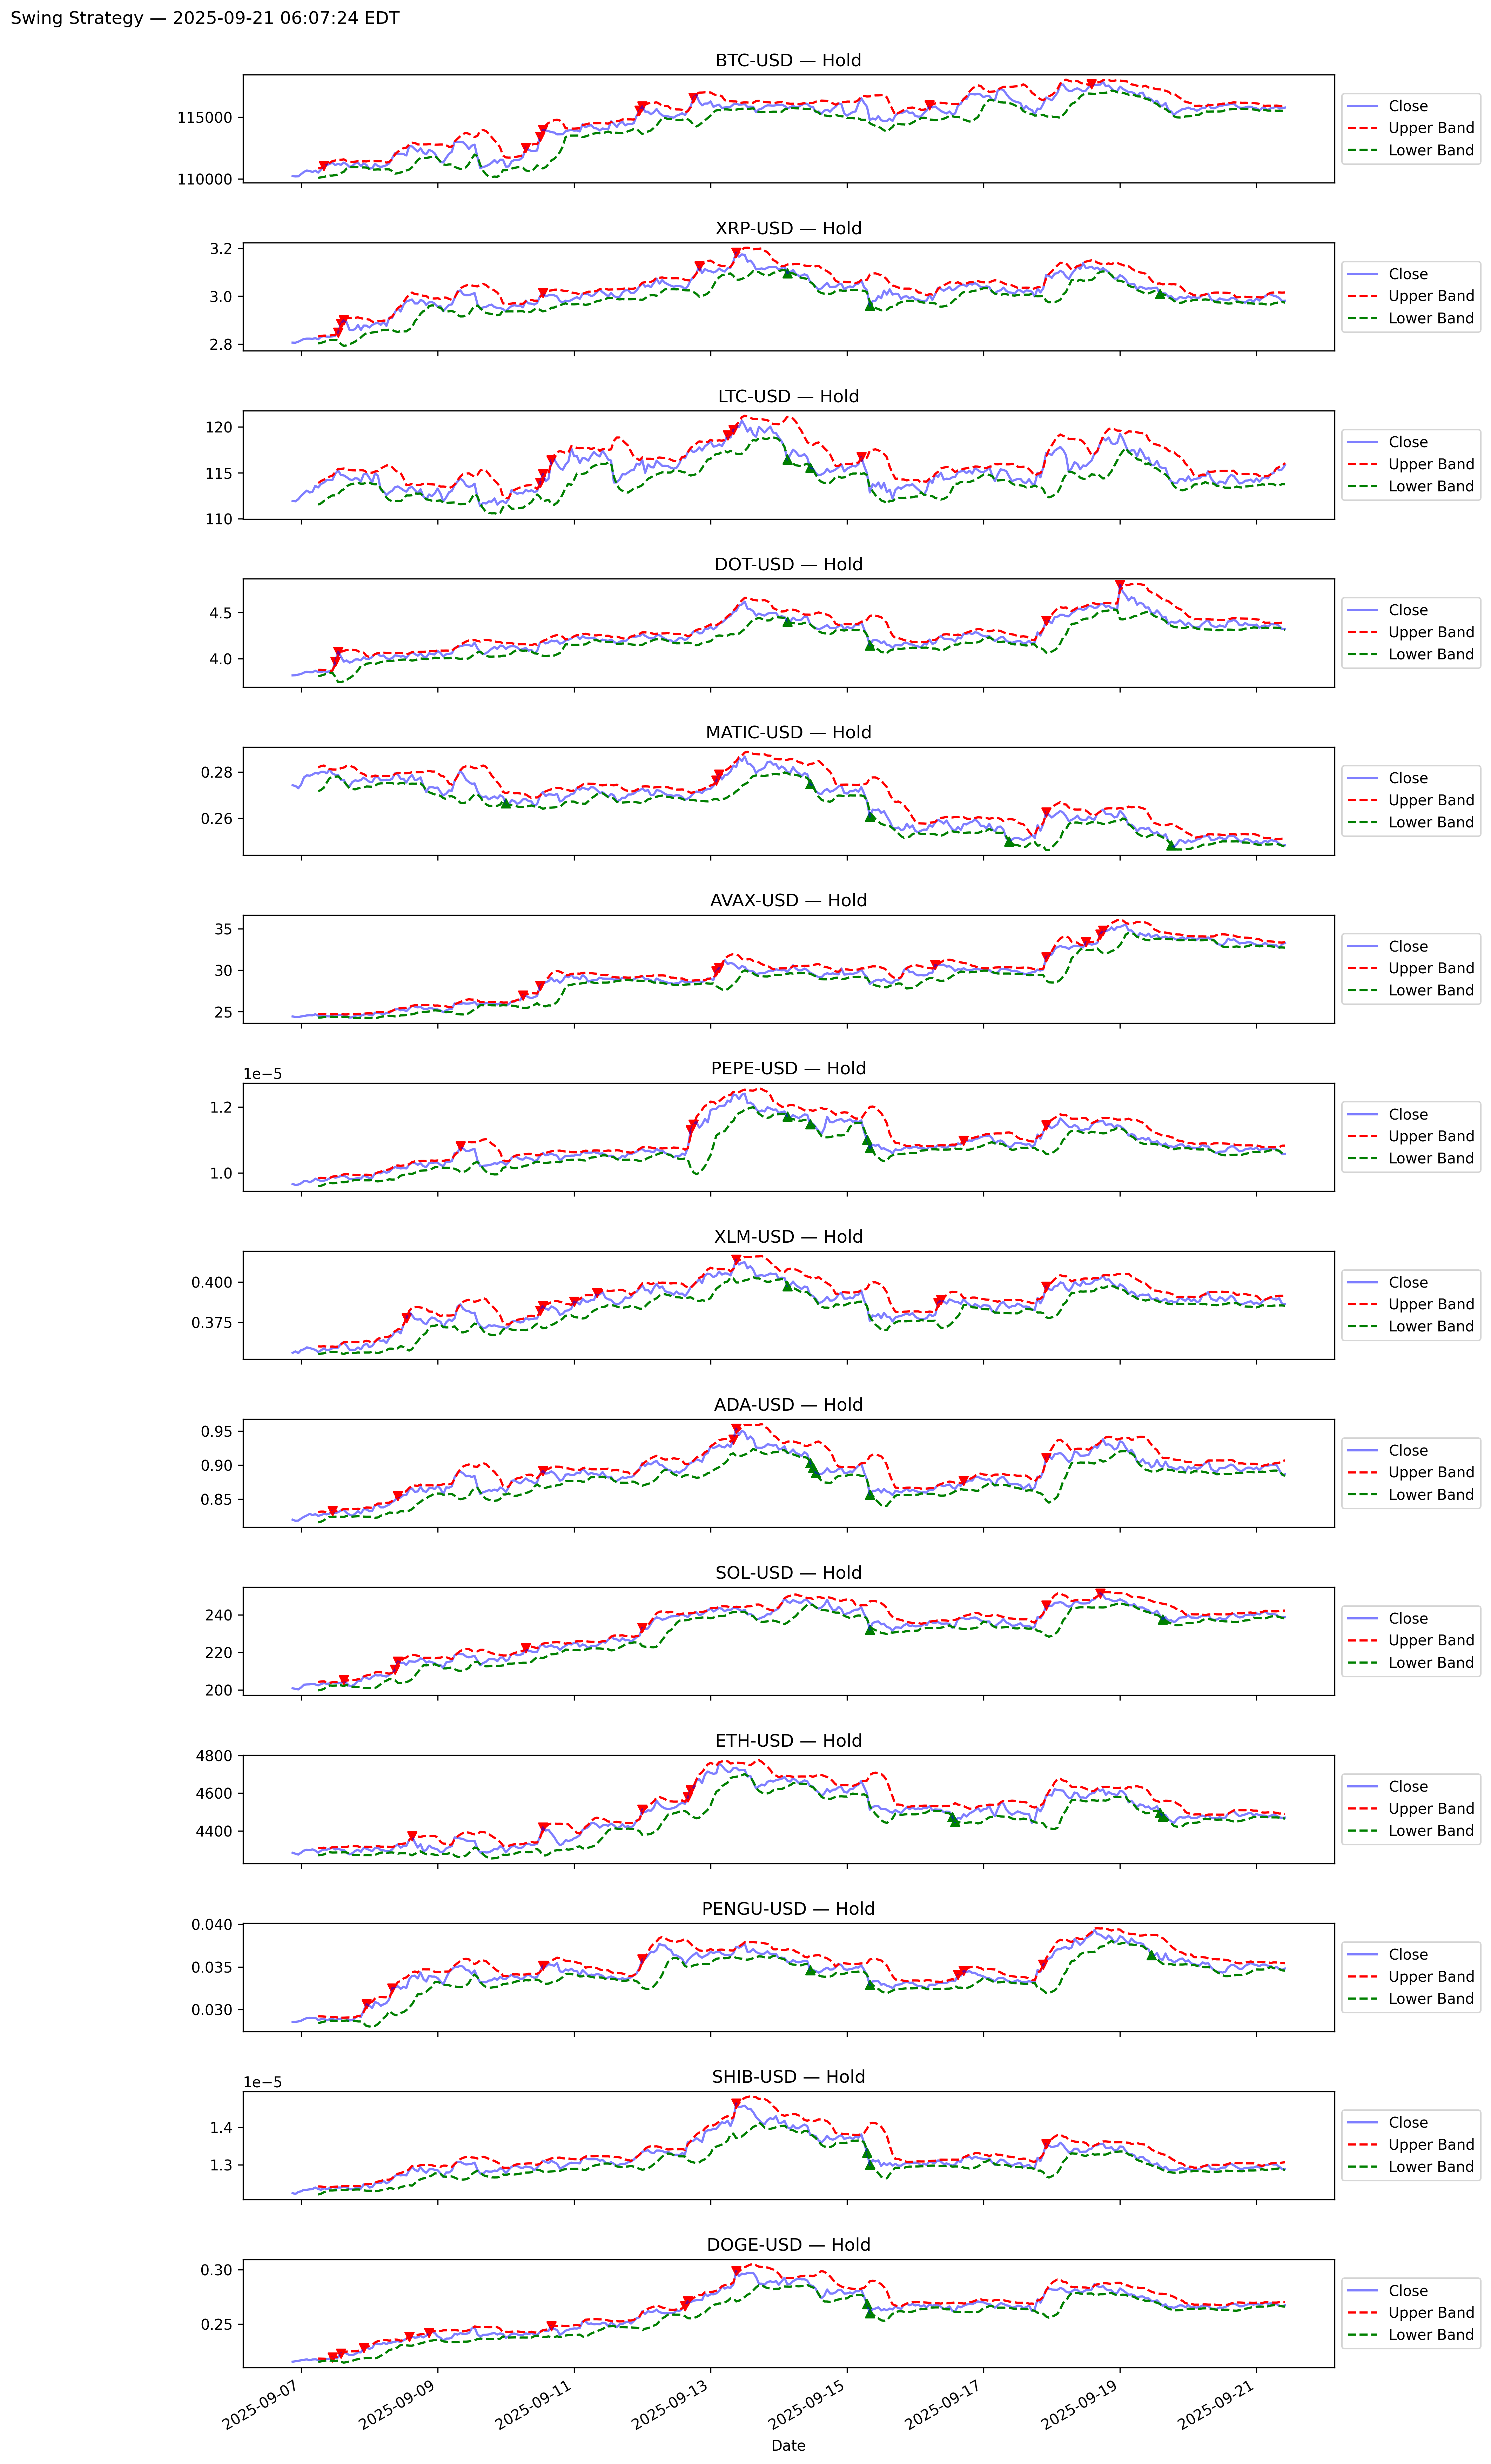 Swing Strategy — 2025-09-21 06:07:24 EDT
BTC-USD — Hold
115000
110000
Close
Upper Band
Lower Band
XRP-USD — Hold
3.2
3.0
2.8
Close
Upper Band
Lower Band
LTC-USD — Hold
120
115
110
Close
Upper Band
Lower Band
DOT-USD — Hold
4.5
4.0
Close
Upper Band
Lower Band
MATIC-USD — Hold
0.28
0.26
Close
Upper Band
Lower Band
AVAX-USD — Hold
35
30
25
Close
Upper Band
Lower Band
PEPE-USD — Hold
1e−5
1.2
1.0
Close
Upper Band
Lower Band
XLM-USD — Hold
0.400
0.375
Close
Upper Band
Lower Band
ADA-USD — Hold
0.95
0.90
0.85
Close
Upper Band
Lower Band
SOL-USD — Hold
240
220
200
Close
Upper Band
Lower Band
ETH-USD — Hold
4800
4600
4400
Close
Upper Band
Lower Band
PENGU-USD — Hold
0.040
0.035
0.030
Close
Upper Band
Lower Band
SHIB-USD — Hold
1e−5
1.4
1.3
Close
Upper Band
Lower Band
DOGE-USD — Hold
0.30
0.25
Close
Upper Band
Lower Band
2025-09-07
2025-09-09
2025-09-11
2025-09-13
2025-09-15
2025-09-17
2025-09-19
2025-09-21
Date